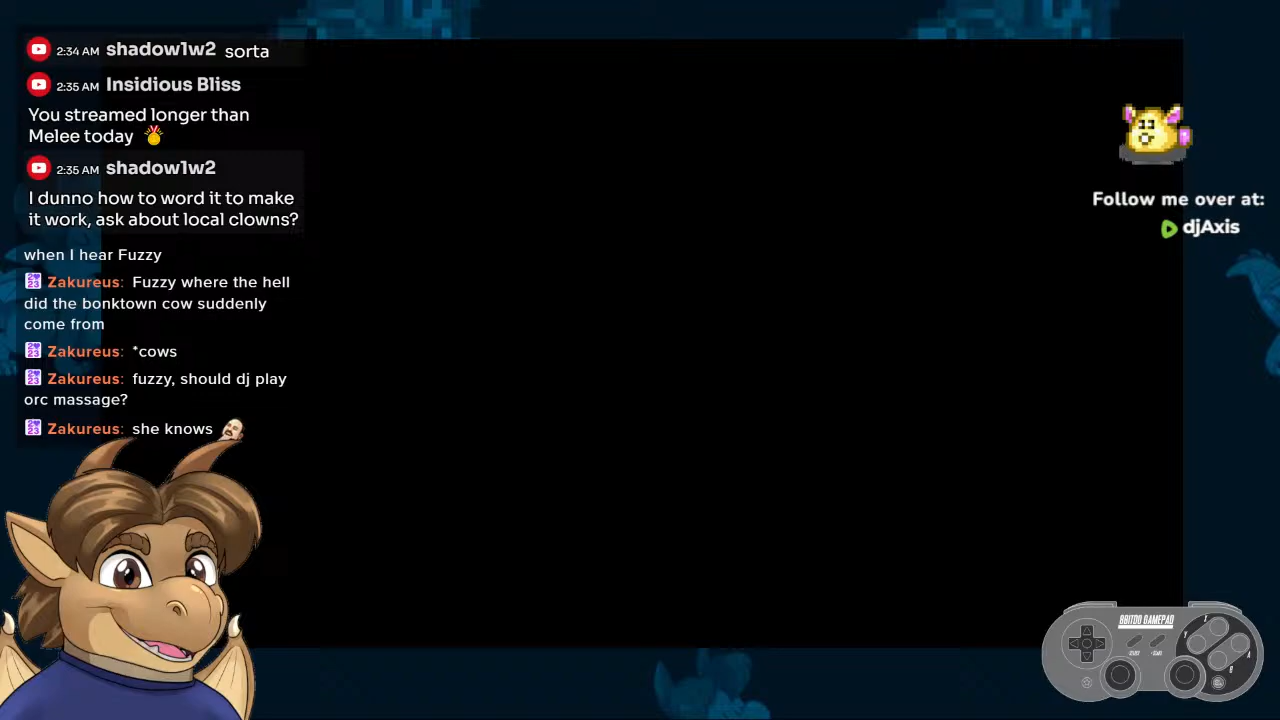 2:34 AM shadow1w2 sorta
2:35 AM Insidious Bliss
You streamed longer than
Melee today
2:35 AM shadow1w2
I dunno how to word it to make
it work, ask about local clowns?
when I hear Fuzzy
Zakureus: Fuzzy where the hell
did the bonktown cow suddenly
come from
Zakureus: *cows
Zakureus: fuzzy, should dj play
orc massage?
Zakureus: she knows
Follow me over at:
djAxis
8BITDO GAMEPAD